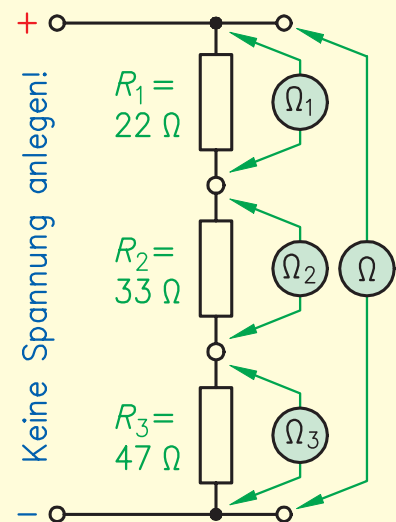 +
Keine Spannung anlegen!
−
R₁=
22 Ω
Ω₁
R₂=
33 Ω
Ω₂
Ω
R₃=
47 Ω
Ω₃